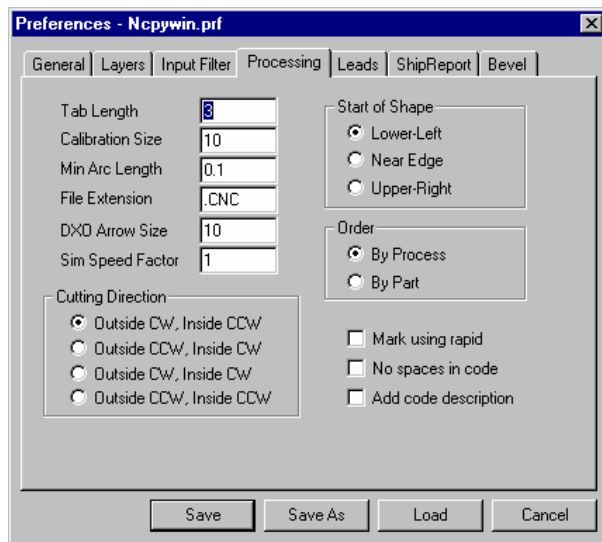 Preferences - Ncpywin.prf
General Layers Input Filter Processing Leads ShipReport Bevel
Tab Length 3
Calibration Size 10
Min Arc Length 0.1
File Extension .CNC
DXO Arrow Size 10
Sim Speed Factor 1
Cutting Direction
Outside CW, Inside CCW
Outside CCW, Inside CW
Outside CW, Inside CW
Outside CCW, Inside CCW
Start of Shape
Lower-Left
Near Edge
Upper-Right
Order
By Process
By Part
Mark using rapid
No spaces in code
Add code description
Save Save As Load Cancel